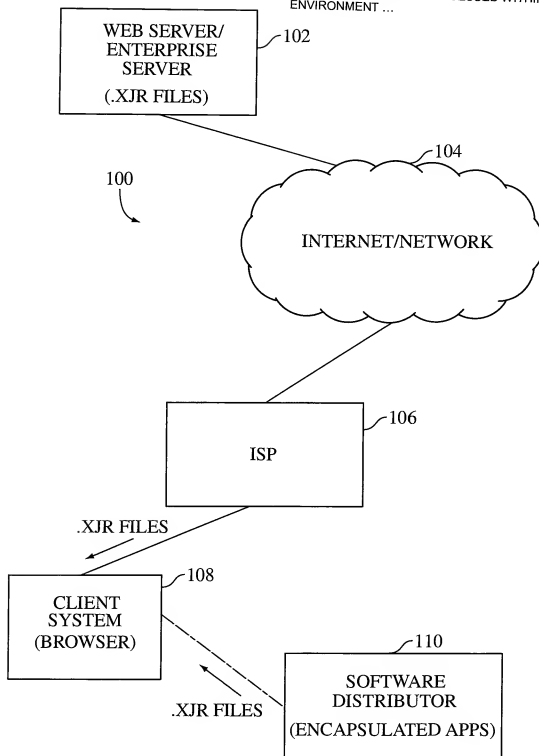 ENVIRONMENT ...
WEB SERVER/
ENTERPRISE
SERVER
(.XJR FILES)
102
104
100
INTERNET/NETWORK
106
ISP
.XJR FILES
108
CLIENT
SYSTEM
(BROWSER)
110
SOFTWARE
DISTRIBUTOR
(ENCAPSULATED APPS)
.XJR FILES